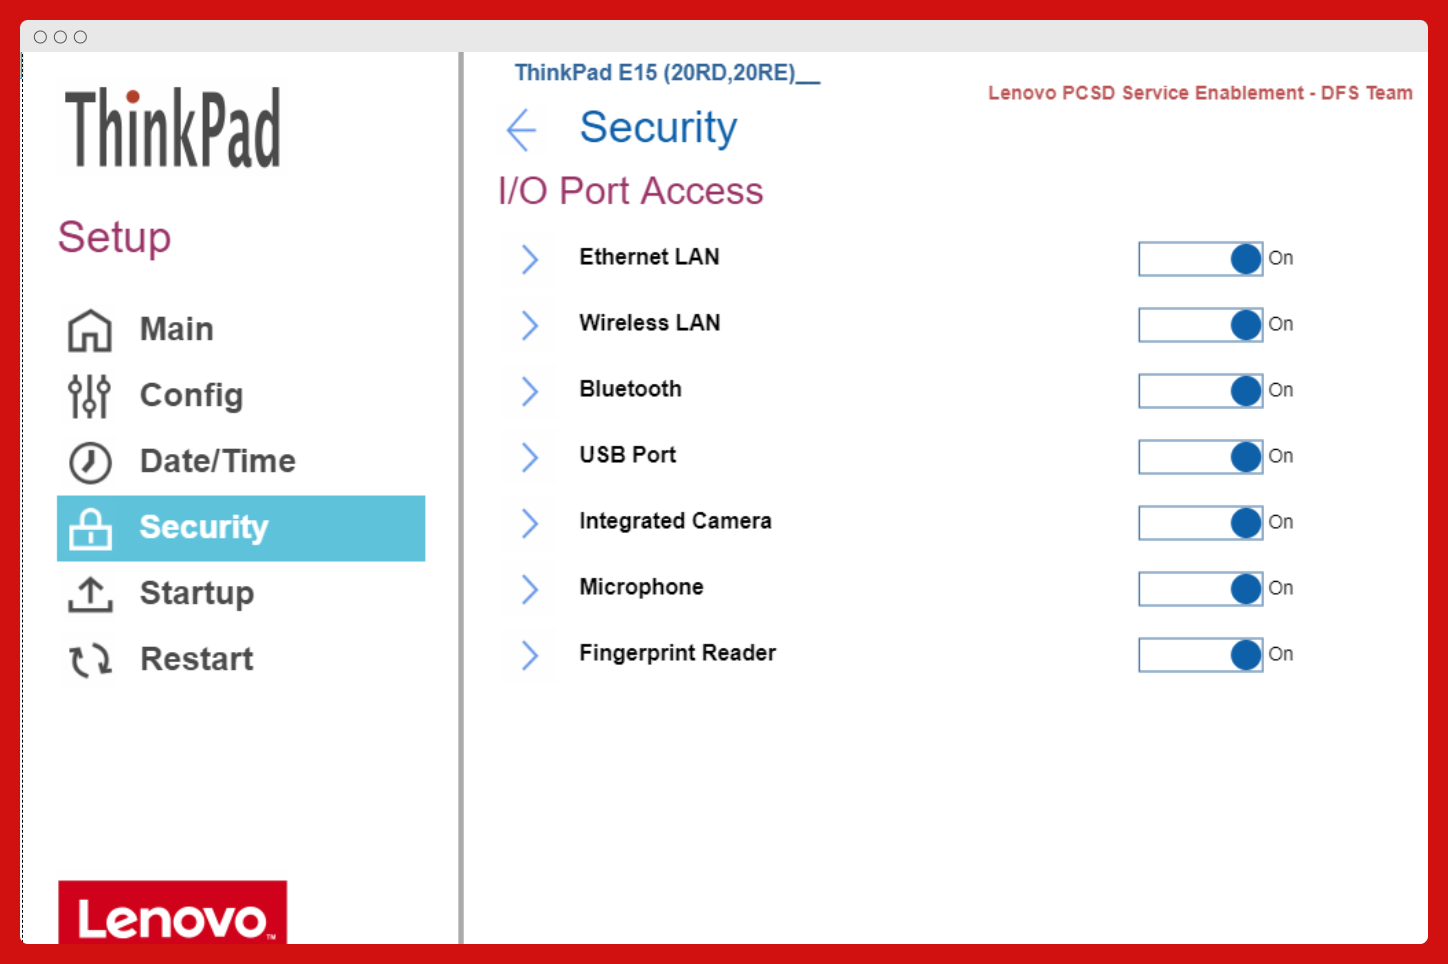 ThinkPad
Setup
Main
Config
Date/Time
Security
Startup
Restart
Lenovo™
ThinkPad E15 (20RD,20RE)__
Lenovo PCSD Service Enablement - DFS Team
Security
I/O Port Access
Ethernet LAN On
Wireless LAN On
Bluetooth On
USB Port On
Integrated Camera On
Microphone On
Fingerprint Reader On